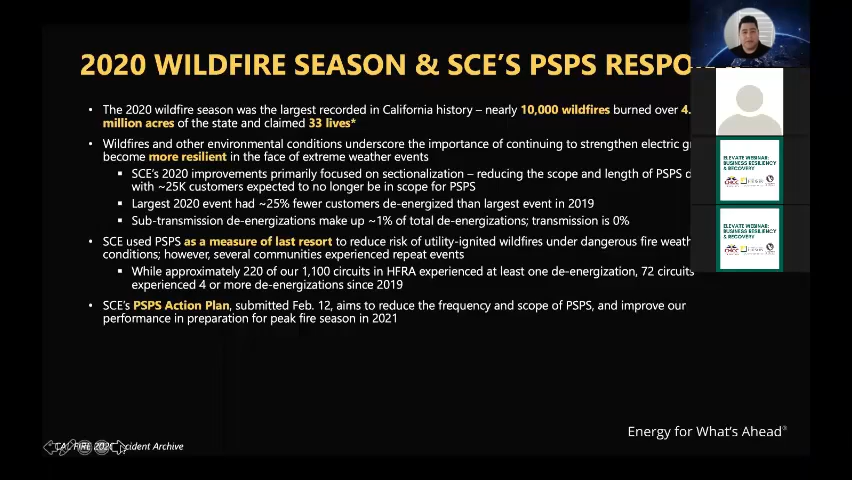 2020 WILDFIRE SEASON & SCE'S PSPS RESPO
• The 2020 wildfire season was the largest recorded in California history – nearly 10,000 wildfires burned over 4.
million acres of the state and claimed 33 lives*
• Wildfires and other environmental conditions underscore the importance of continuing to strengthen electric
become more resilient in the face of extreme weather events
▪ SCE's 2020 improvements primarily focused on sectionalization – reducing the scope and length of PSPS
with ~25K customers expected to no longer be in scope for PSPS
▪ Largest 2020 event had ~25% fewer customers de-energized than largest event in 2019
▪ Sub-transmission de-energizations make up ~1% of total de-energizations; transmission is 0%
• SCE used PSPS as a measure of last resort to reduce risk of utility-ignited wildfires under dangerous fire weath
conditions; however, several communities experienced repeat events
▪ While approximately 220 of our 1,100 circuits in HFRA experienced at least one de-energization, 72 circuits
experienced 4 or more de-energizations since 2019
• SCE's PSPS Action Plan, submitted Feb. 12, aims to reduce the frequency and scope of PSPS, and improve our
performance in preparation for peak fire season in 2021
ELEVATE WEBINAR:
BUSINESS RESILIENCY
& RECOVERY
ELEVATE WEBINAR:
BUSINESS RESILIENCY
& RECOVERY
Energy for What's Ahead®
CAL FIRE 202 cident Archive